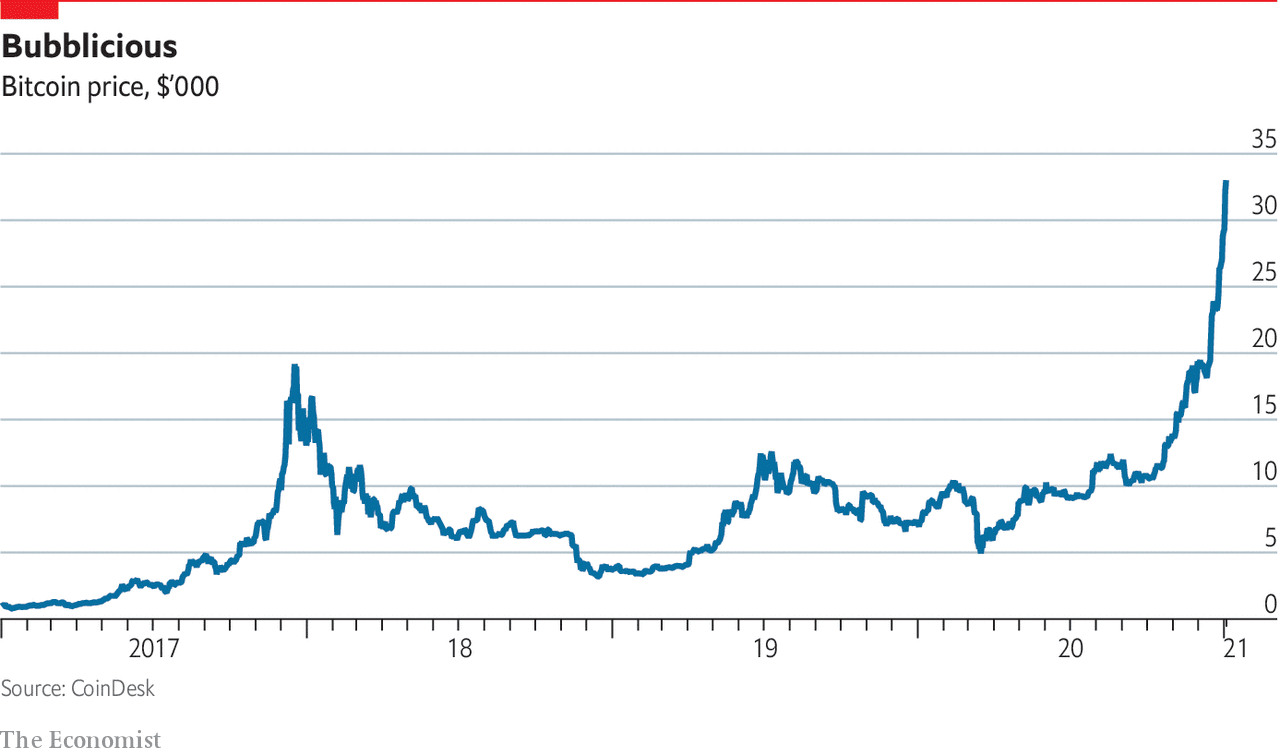 Bubblicious
Bitcoin price, $’000
35
30
25
20
15
10
5
0
2017 18 19 20 21
Source: CoinDesk
The Economist